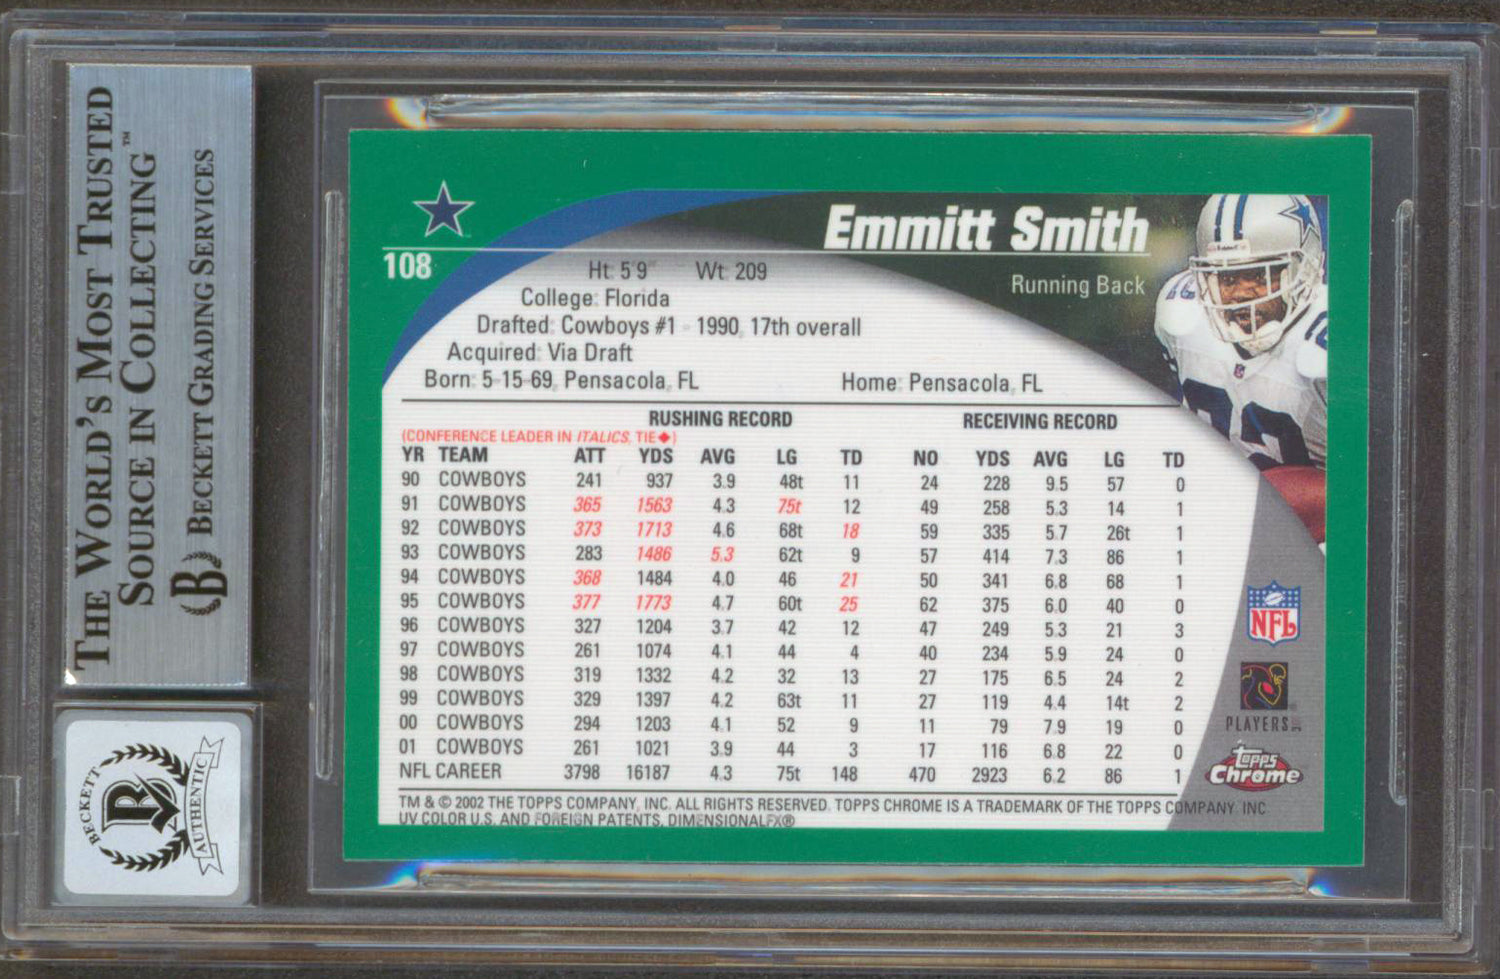 THE WORLD'S MOST TRUSTED
SOURCE IN COLLECTING™
BECKETT GRADING SERVICES
B
BECKETT
AUTHENTIC
108
Emmitt Smith
Running Back
Ht: 5'9" Wt: 209
College: Florida
Drafted: Cowboys #1 - 1990, 17th overall
Acquired: Via Draft
Born: 5-15-69, Pensacola, FL Home: Pensacola, FL
RUSHING RECORD RECEIVING RECORD
(CONFERENCE LEADER IN ITALICS, TIE◆)
YR TEAM ATT YDS AVG LG TD NO YDS AVG LG TD
90 COWBOYS 241 937 3.9 48t 11 24 228 9.5 57 0
91 COWBOYS 365 1563 4.3 75t 12 49 258 5.3 14 1
92 COWBOYS 373 1713 4.6 68t 18 59 335 5.7 26t 1
93 COWBOYS 283 1486 5.3 62t 9 57 414 7.3 86 1
94 COWBOYS 368 1484 4.0 46 21 50 341 6.8 68 1
95 COWBOYS 377 1773 4.7 60t 25 62 375 6.0 40 0
96 COWBOYS 327 1204 3.7 42 12 47 249 5.3 21 3
97 COWBOYS 261 1074 4.1 44 4 40 234 5.9 24 0
98 COWBOYS 319 1332 4.2 32 13 27 175 6.5 24 2
99 COWBOYS 329 1397 4.2 63t 11 27 119 4.4 14t 2
00 COWBOYS 294 1203 4.1 52 9 11 79 7.9 19 0
01 COWBOYS 261 1021 3.9 44 3 17 116 6.8 22 0
NFL CAREER 3798 16187 4.3 75t 148 470 2923 6.2 86 1
NFL
PLAYERS
Topps
Chrome
TM & © 2002 THE TOPPS COMPANY, INC. ALL RIGHTS RESERVED. TOPPS CHROME IS A TRADEMARK OF THE TOPPS COMPANY, INC
UV COLOR U.S. AND FOREIGN PATENTS, DIMENSIONALFX®